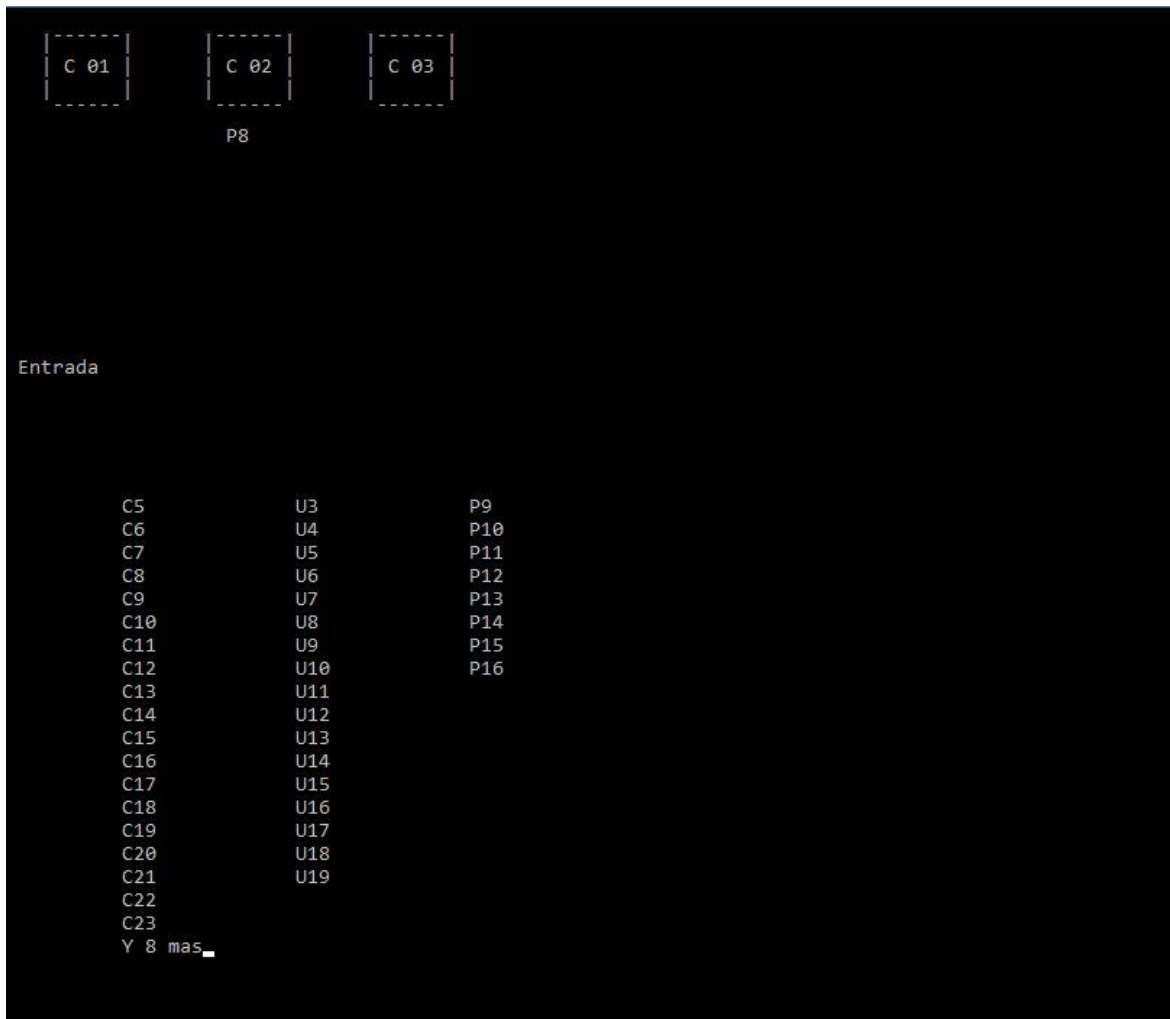 |------|      |------|      |------|
| C 01 |      | C 02 |      | C 03 |
|      |      |      |      |      |
 ------        ------        ------
P8
Entrada
C5 U3 P9
C6 U4 P10
C7 U5 P11
C8 U6 P12
C9 U7 P13
C10 U8 P14
C11 U9 P15
C12 U10 P16
C13 U11
C14 U12
C15 U13
C16 U14
C17 U15
C18 U16
C19 U17
C20 U18
C21 U19
C22
C23
Y 8 mas_